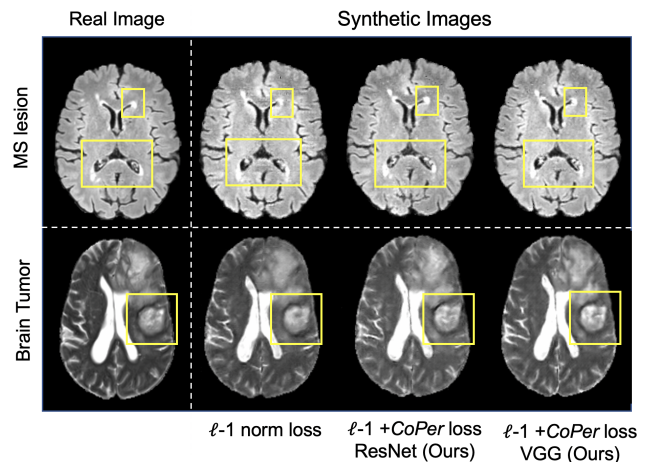 Real Image
Synthetic Images
MS lesion
Brain Tumor
ℓ-1 norm loss
ℓ-1 +CoPer loss
ResNet (Ours)
ℓ-1 +CoPer loss
VGG (Ours)